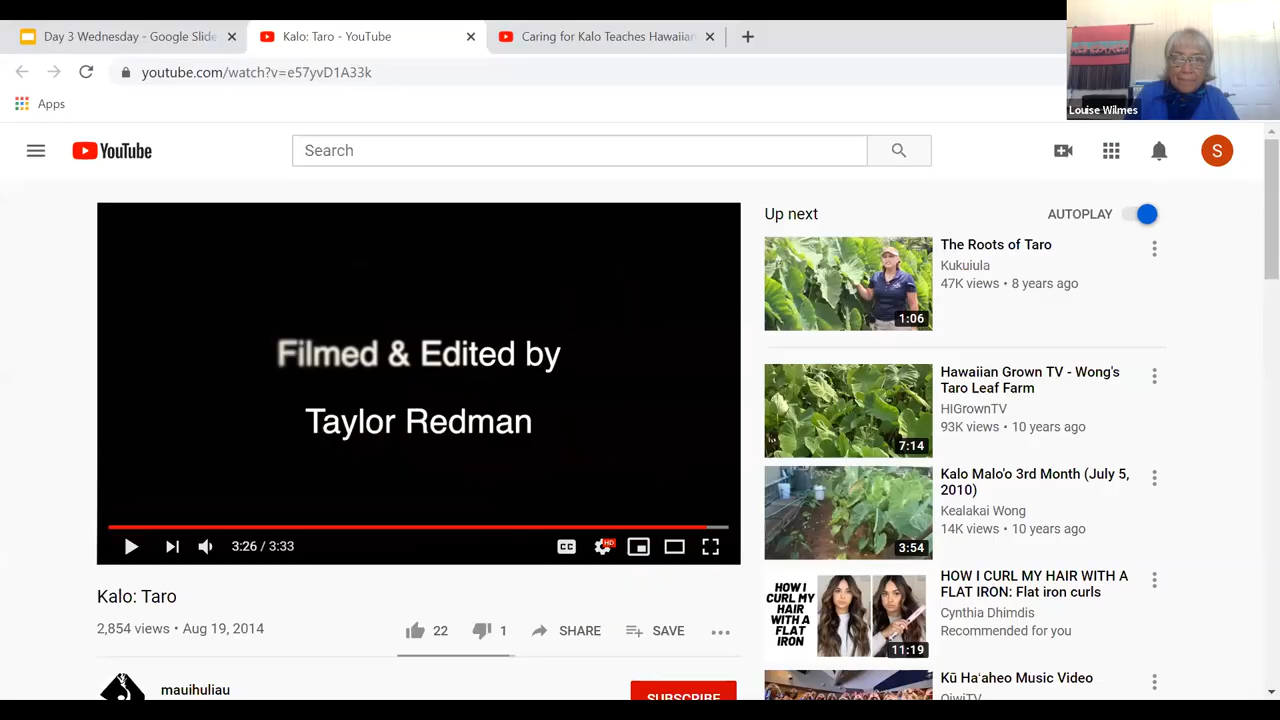 Day 3 Wednesday - Google Slide
Kalo: Taro - YouTube
Caring for Kalo Teaches Hawaiian
youtube.com/watch?v=e57yvD1A33k
Louise Wilmes
Apps
YouTube
Search
S
Filmed & Edited by
Taylor Redman
3:26 / 3:33
CC
HD
Kalo: Taro
2,854 views • Aug 19, 2014
22
1
SHARE
SAVE
mauihuliau
SUBSCRIBE
Up next
AUTOPLAY
The Roots of Taro
Kukuiula
47K views • 8 years ago
1:06
Hawaiian Grown TV - Wong's
Taro Leaf Farm
HIGrownTV
93K views • 10 years ago
7:14
Kalo Malo'o 3rd Month (July 5,
2010)
Kealakai Wong
14K views • 10 years ago
3:54
HOW I
CURL MY
HAIR
WITH A
FLAT
IRON
11:19
HOW I CURL MY HAIR WITH A
FLAT IRON: Flat iron curls
Cynthia Dhimdis
Recommended for you
Kū Haʻaheo Music Video
OiwiTV